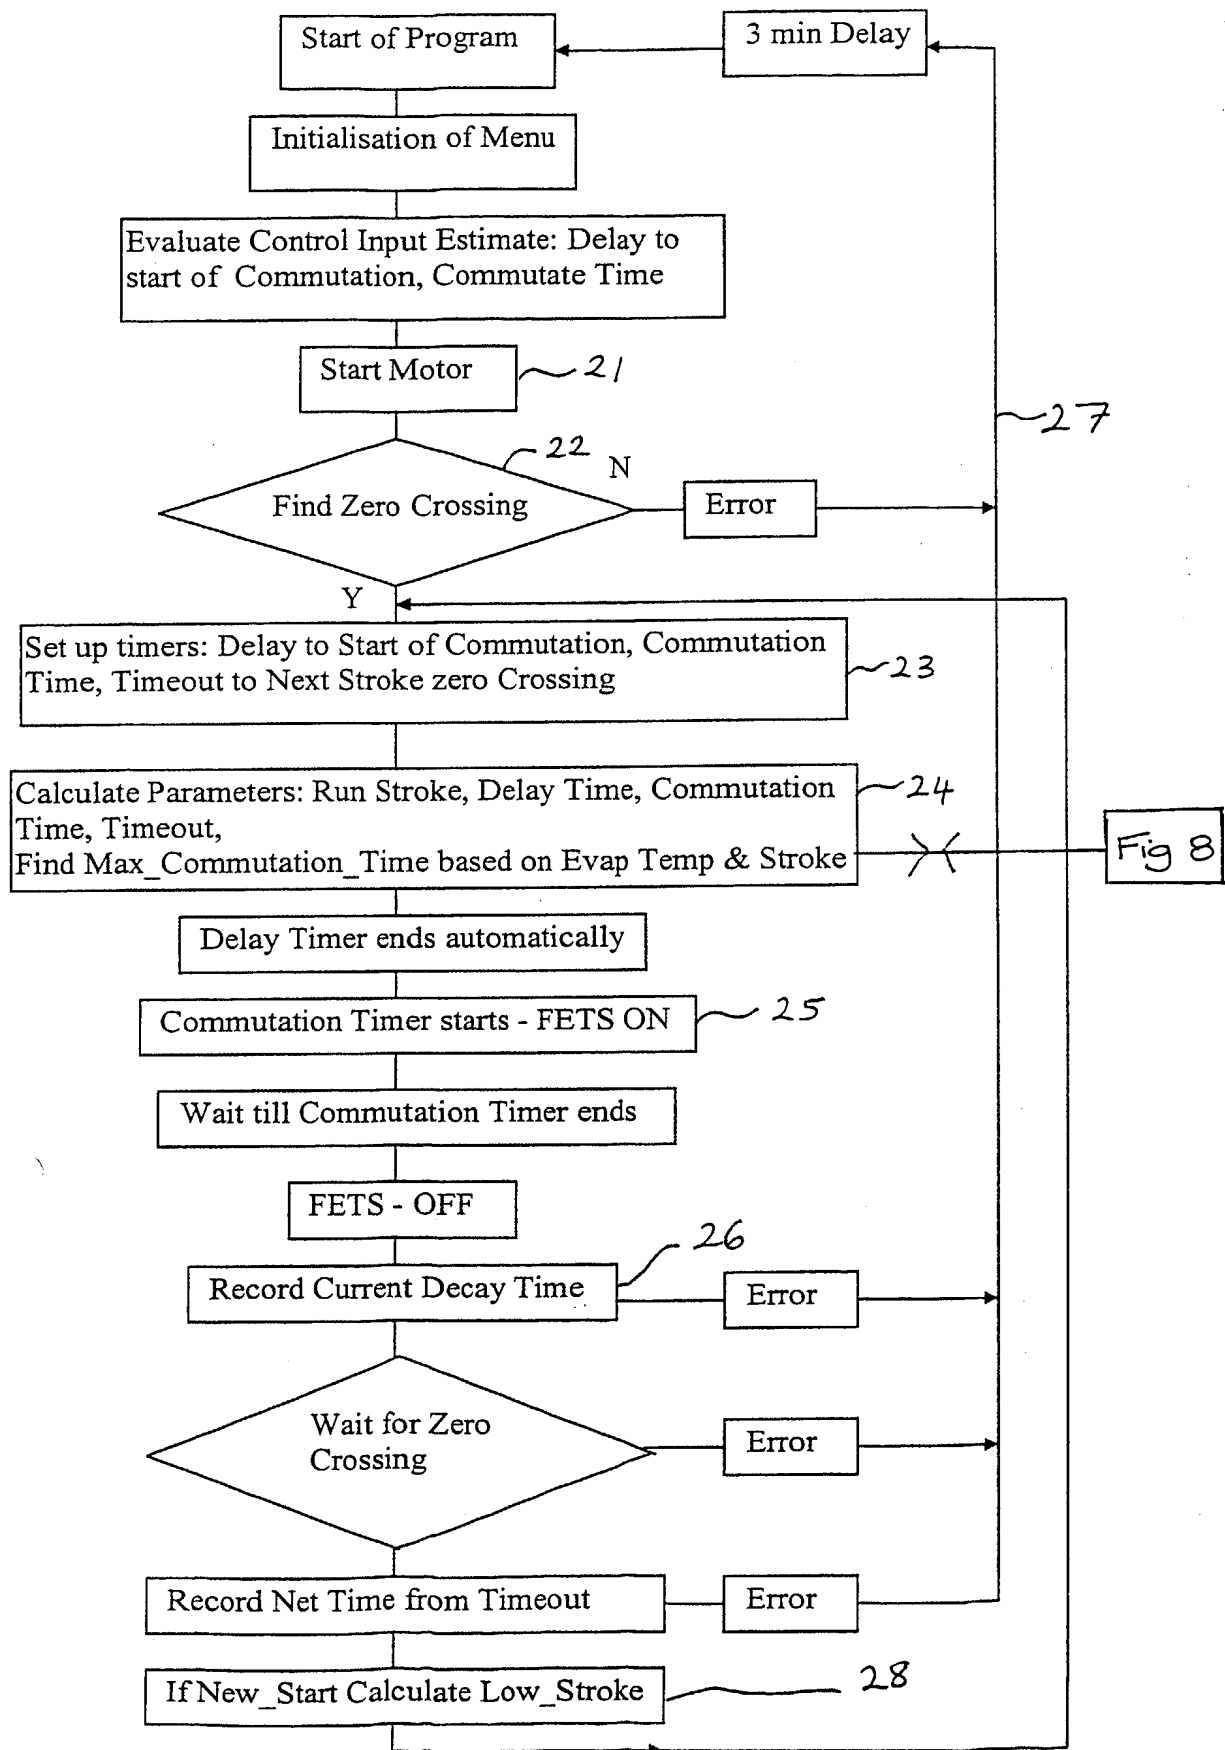 Start of Program
3 min Delay
Initialisation of Menu
Evaluate Control Input Estimate: Delay to
start of Commutation, Commutate Time
Start Motor
21
27
22
N
Find Zero Crossing
Error
Y
Set up timers: Delay to Start of Commutation, Commutation
Time, Timeout to Next Stroke zero Crossing
23
Calculate Parameters: Run Stroke, Delay Time, Commutation
Time, Timeout,
Find Max_Commutation_Time based on Evap Temp & Stroke
24
Fig 8
Delay Timer ends automatically
Commutation Timer starts - FETS ON
25
Wait till Commutation Timer ends
FETS - OFF
26
Record Current Decay Time
Error
Wait for Zero
Crossing
Error
Record Net Time from Timeout
Error
If New_Start Calculate Low_Stroke
28